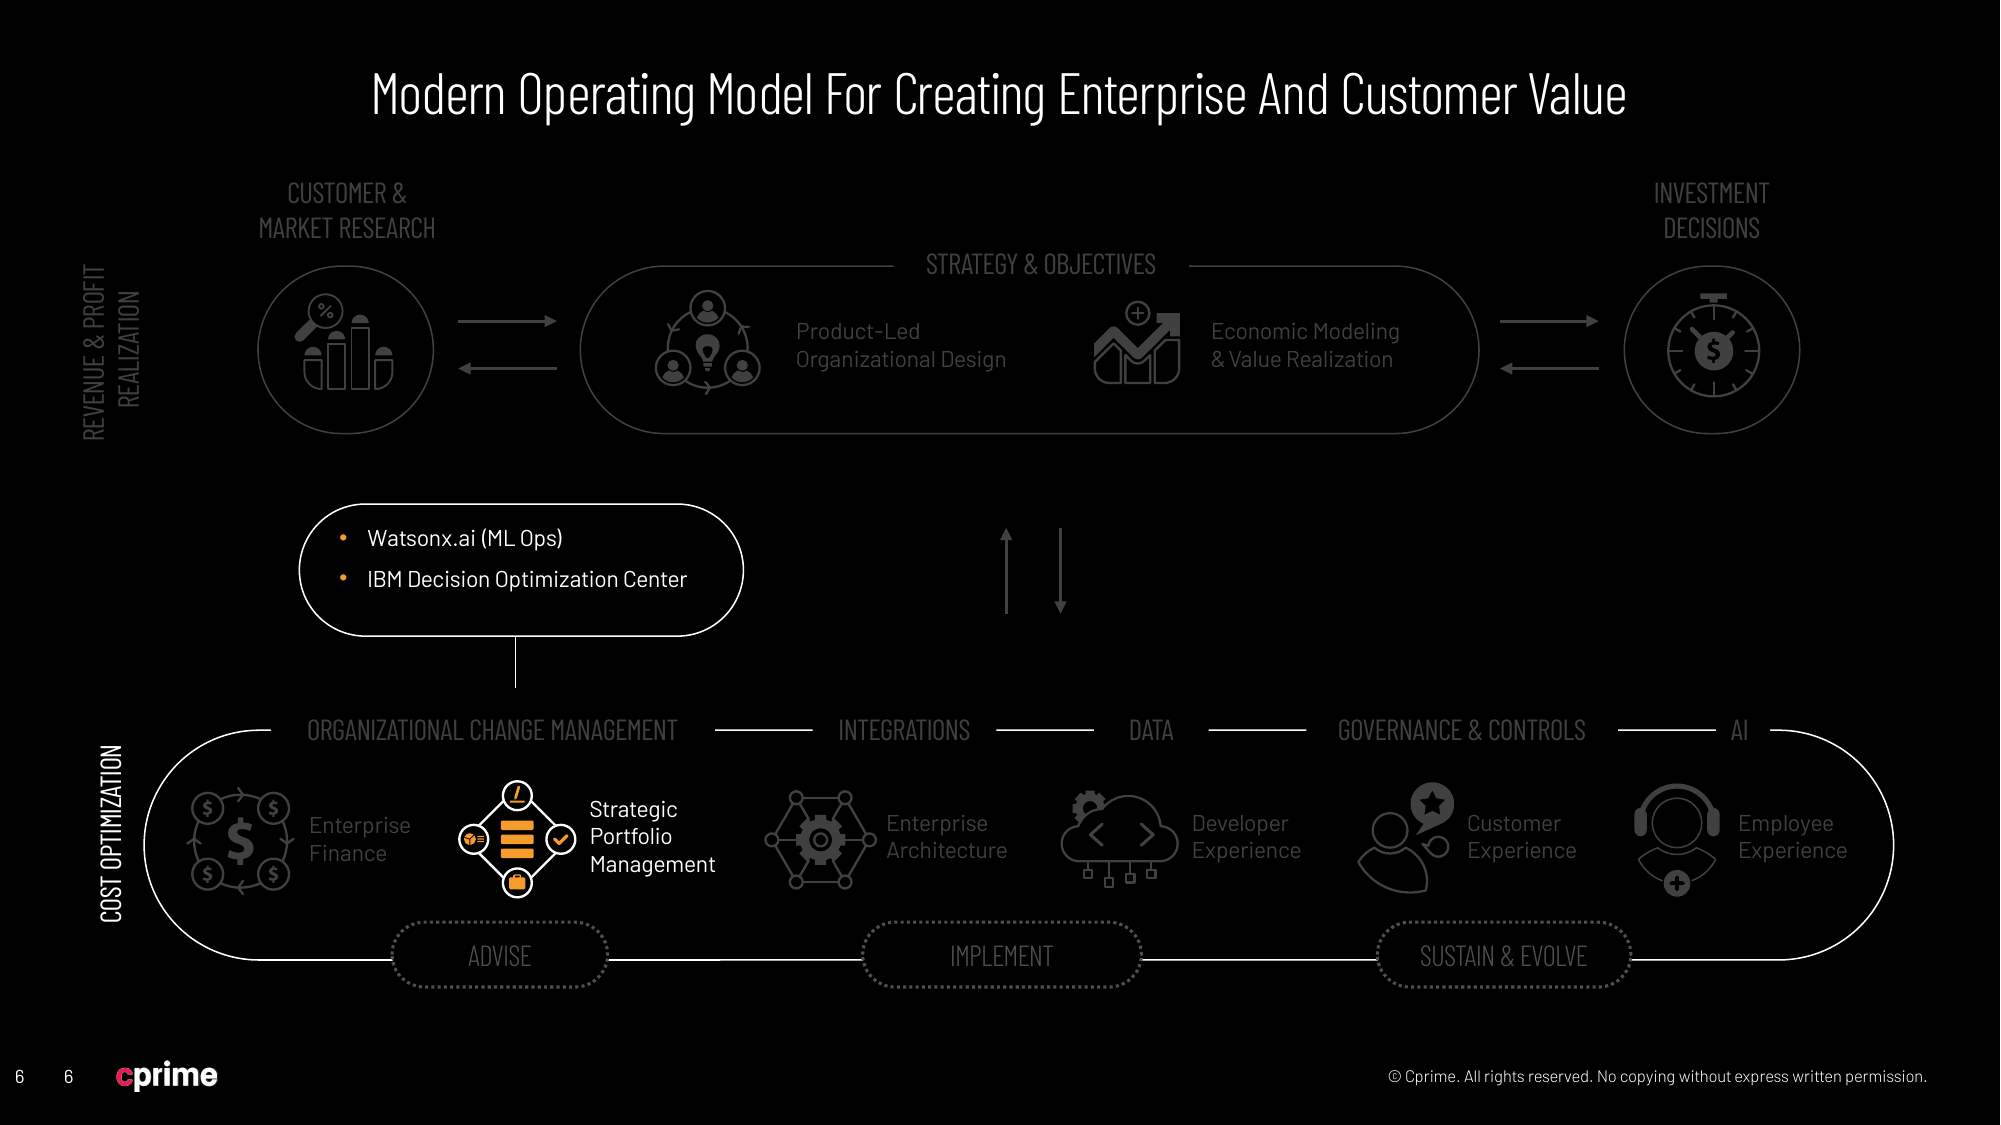 Modern Operating Model For Creating Enterprise And Customer Value
CUSTOMER &
MARKET RESEARCH
INVESTMENT
DECISIONS
REVENUE & PROFIT
REALIZATION
STRATEGY & OBJECTIVES
%
Product-Led
Organizational Design
Economic Modeling
& Value Realization
$
• Watsonx.ai (ML Ops)
• IBM Decision Optimization Center
COST OPTIMIZATION
ORGANIZATIONAL CHANGE MANAGEMENT
INTEGRATIONS
DATA
GOVERNANCE & CONTROLS
AI
$ $
$
$ $
Enterprise
Finance
Strategic
Portfolio
Management
Enterprise
Architecture
Developer
Experience
Customer
Experience
Employee
Experience
ADVISE
IMPLEMENT
SUSTAIN & EVOLVE
6 6 cprime
© Cprime. All rights reserved. No copying without express written permission.